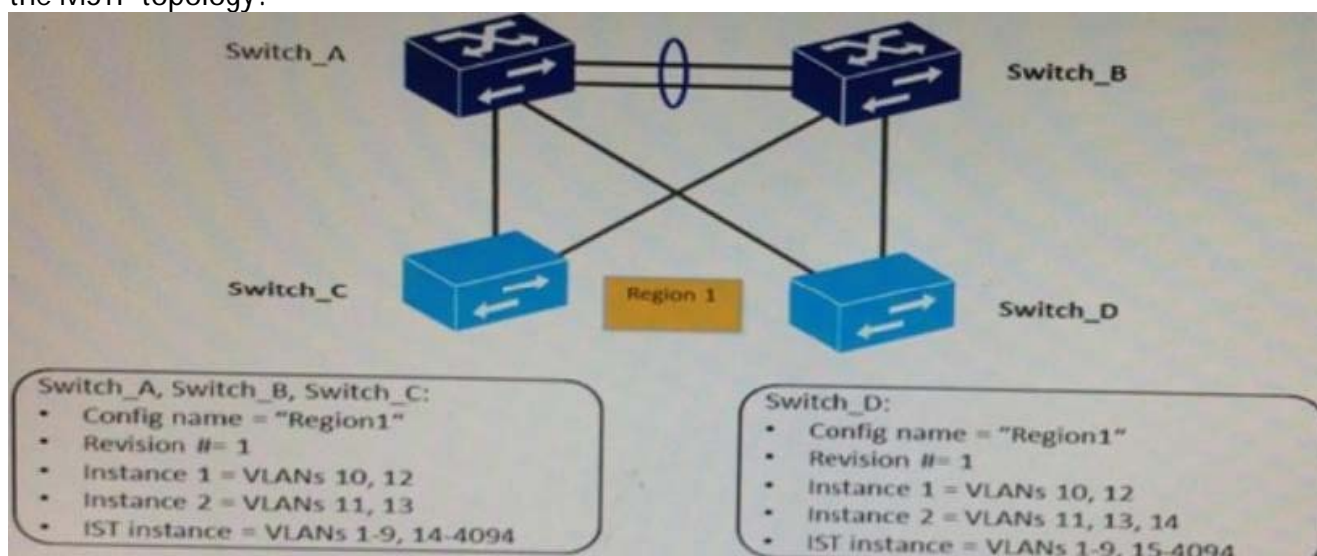 the MSTP topology?
Switch_A
Switch_B
Switch_C
Region 1
Switch_D
Switch_A, Switch_B, Switch_C:
• Config name = "Region1"
• Revision #= 1
• Instance 1 = VLANs 10, 12
• Instance 2 = VLANs 11, 13
• IST instance = VLANs 1-9, 14-4094
Switch_D:
• Config name = "Region1"
• Revision #= 1
• Instance 1 = VLANs 10, 12
• Instance 2 = VLANs 11, 13, 14
• IST instance = VLANs 1-9, 15-4094